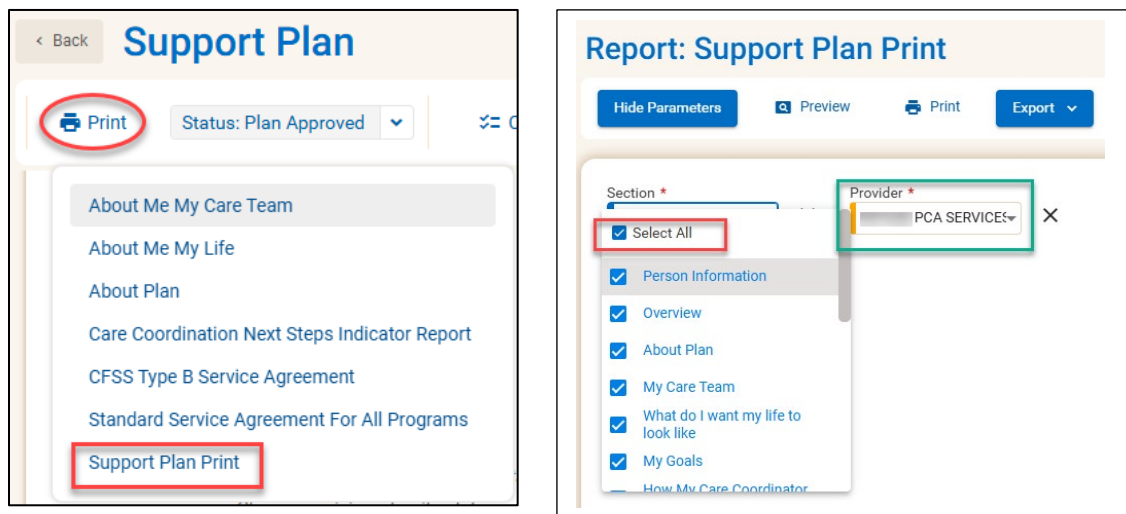 Back
Support Plan
Print
Status: Plan Approved
About Me My Care Team
About Me My Life
About Plan
Care Coordination Next Steps Indicator Report
CFSS Type B Service Agreement
Standard Service Agreement For All Programs
Support Plan Print
Report: Support Plan Print
Hide Parameters
Preview
Print
Export
Section *
Provider *
PCA SERVICES
Select All
Person Information
Overview
About Plan
My Care Team
What do I want my life to
look like
My Goals
How My Care Coordinator